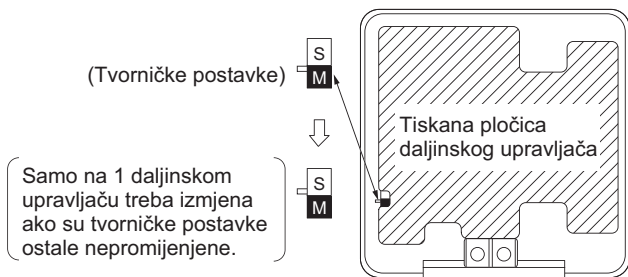 S
(Tvorničke postavke) M
Tiskana pločica
daljinskog upravljača
Samo na 1 daljinskom
upravljaču treba izmjena
ako su tvorničke postavke
ostale nepromijenjene.
S
M